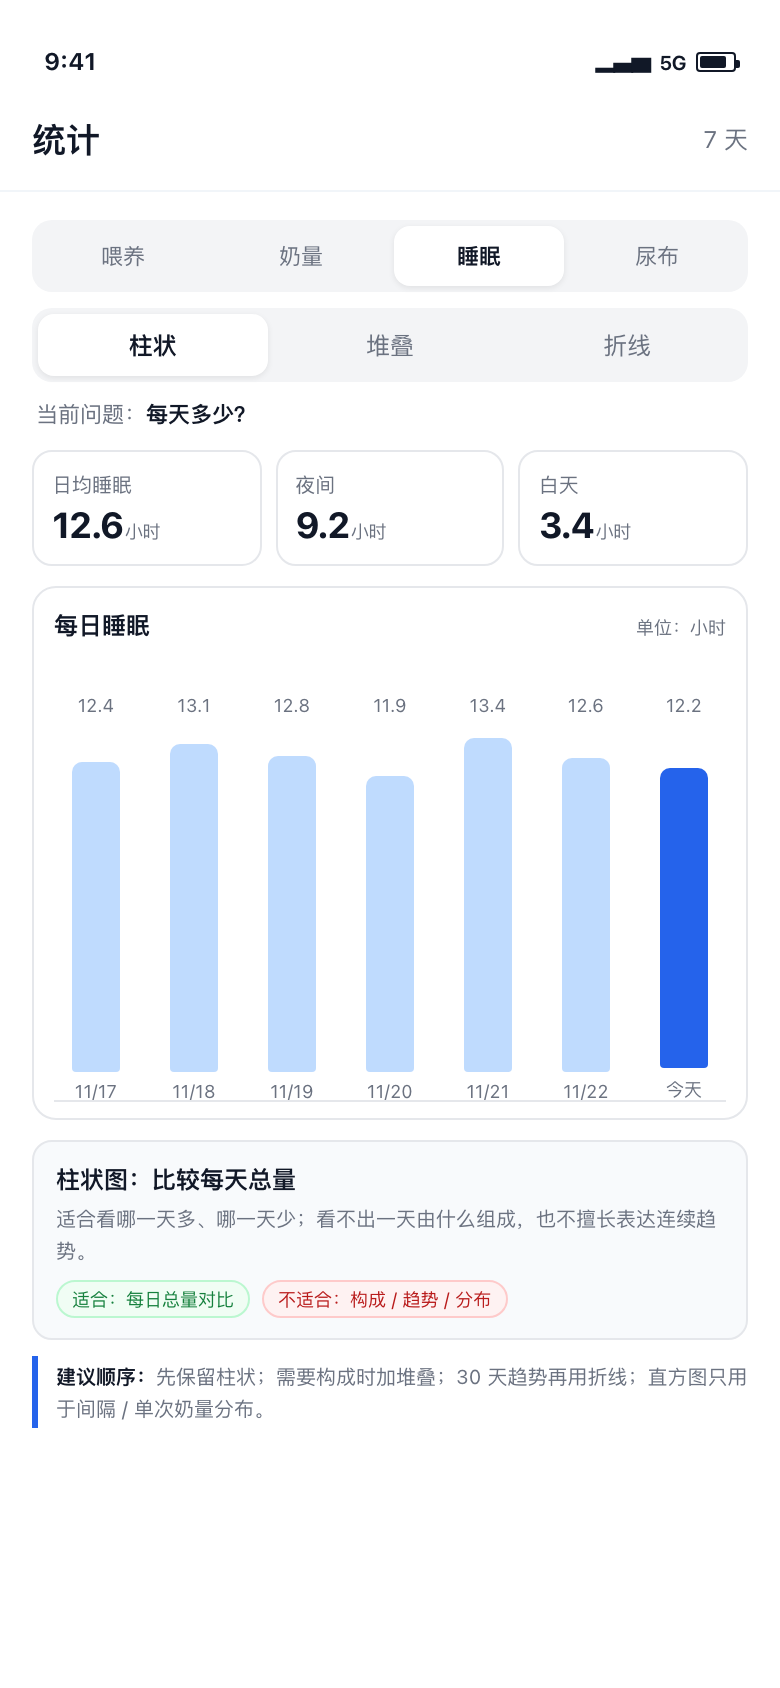 9:41
5G
统计
7 天
喂养
奶量
睡眠
尿布
柱状
堆叠
折线
当前问题：每天多少?
日均睡眠
夜间
白天
12.6小时
9.2小时
3.4小时
每日睡眠
单位：小时
12.4
13.1
12.8
11.9
13.4
12.6
12.2
11/17
11/18
11/19
11/20
11/21
11/22
今天
柱状图：比较每天总量
适合看哪一天多、哪一天少；看不出一天由什么组成，也不擅长表达连续趋
势。
适合：每日总量对比
不适合：构成 / 趋势 / 分布
建议顺序：先保留柱状；需要构成时加堆叠；30 天趋势再用折线；直方图只用
于间隔 / 单次奶量分布。